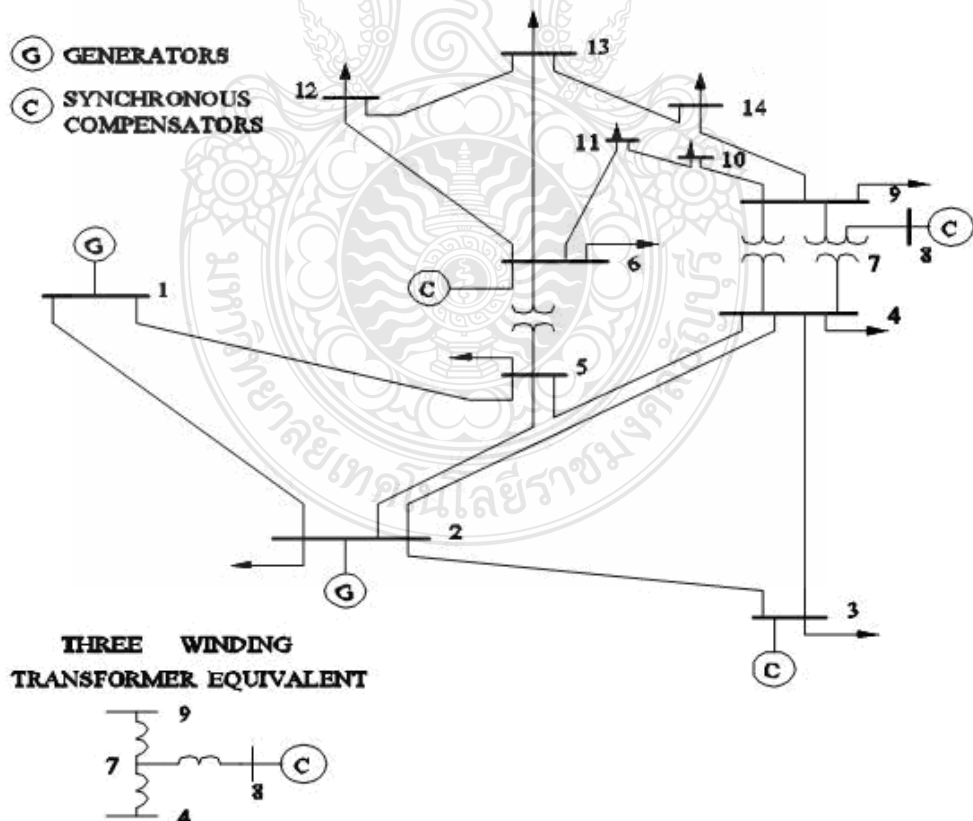 G GENERATORS
C SYNCHRONOUS
COMPENSATORS
13
12
14
11
10
9
G
C
7
8
6
C
1
4
5
2
G
3
C
THREE WINDING
TRANSFORMER EQUIVALENT
9
7
C
8
4